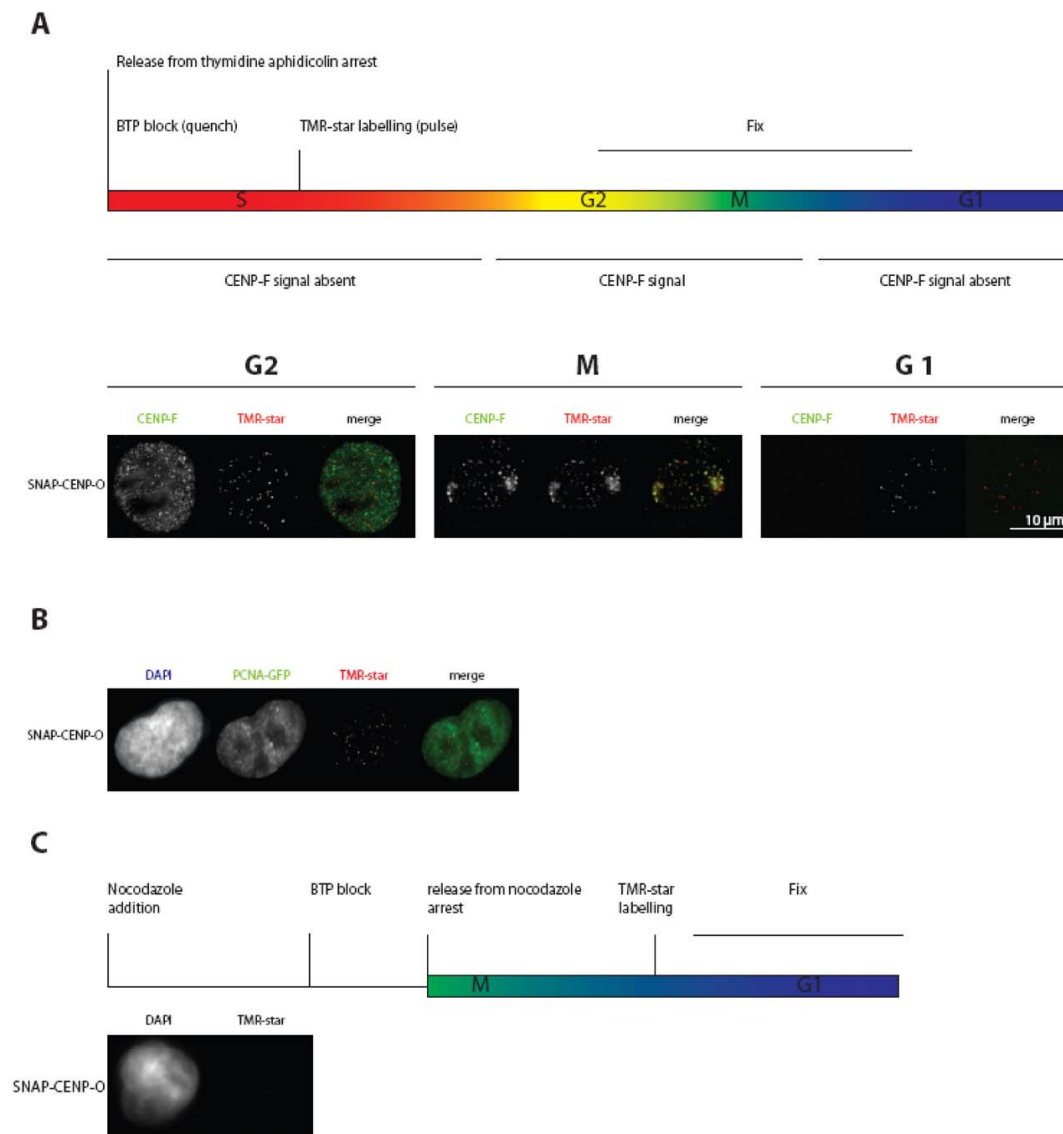 A
Release from thymidine aphidicolin arrest
BTP block (quench)
TMR-star labelling (pulse)
Fix
S
G2
M
G1
CENP-F signal absent
CENP-F signal
CENP-F signal absent
G2
M
G 1
CENP-F
TMR-star
merge
CENP-F
TMR-star
merge
CENP-F
TMR-star
merge
SNAP-CENP-O
10 µm
B
DAPI
PCNA-GFP
TMR-star
merge
SNAP-CENP-O
C
Nocodazole
addition
BTP block
release from nocodazole
arrest
TMR-star
labelling
Fix
M
G1
DAPI
TMR-star
SNAP-CENP-O